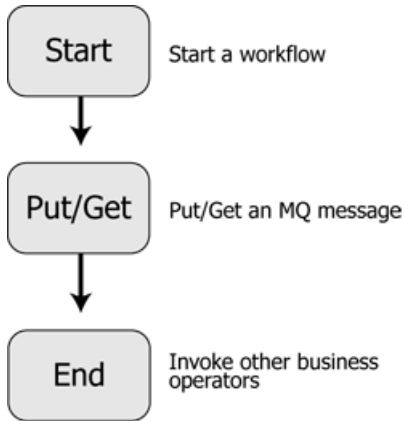 Start
Start a workflow
Put/Get
Put/Get an MQ message
End
Invoke other business
operators